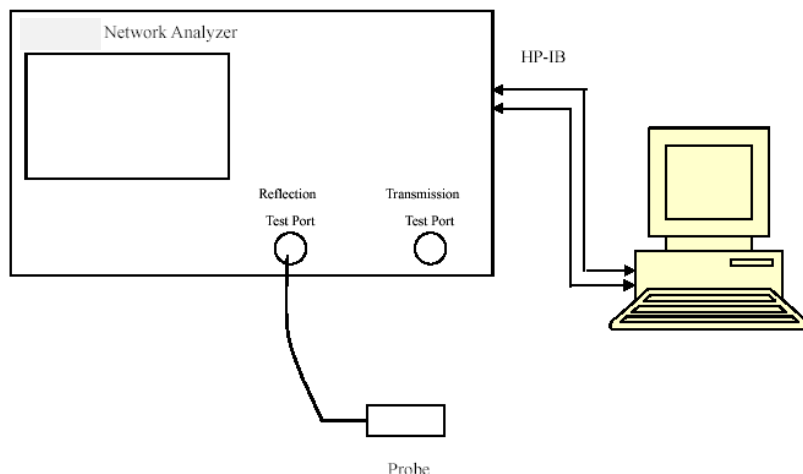 Network Analyzer
HP-IB
Reflection
Test Port
Transmission
Test Port
Probe